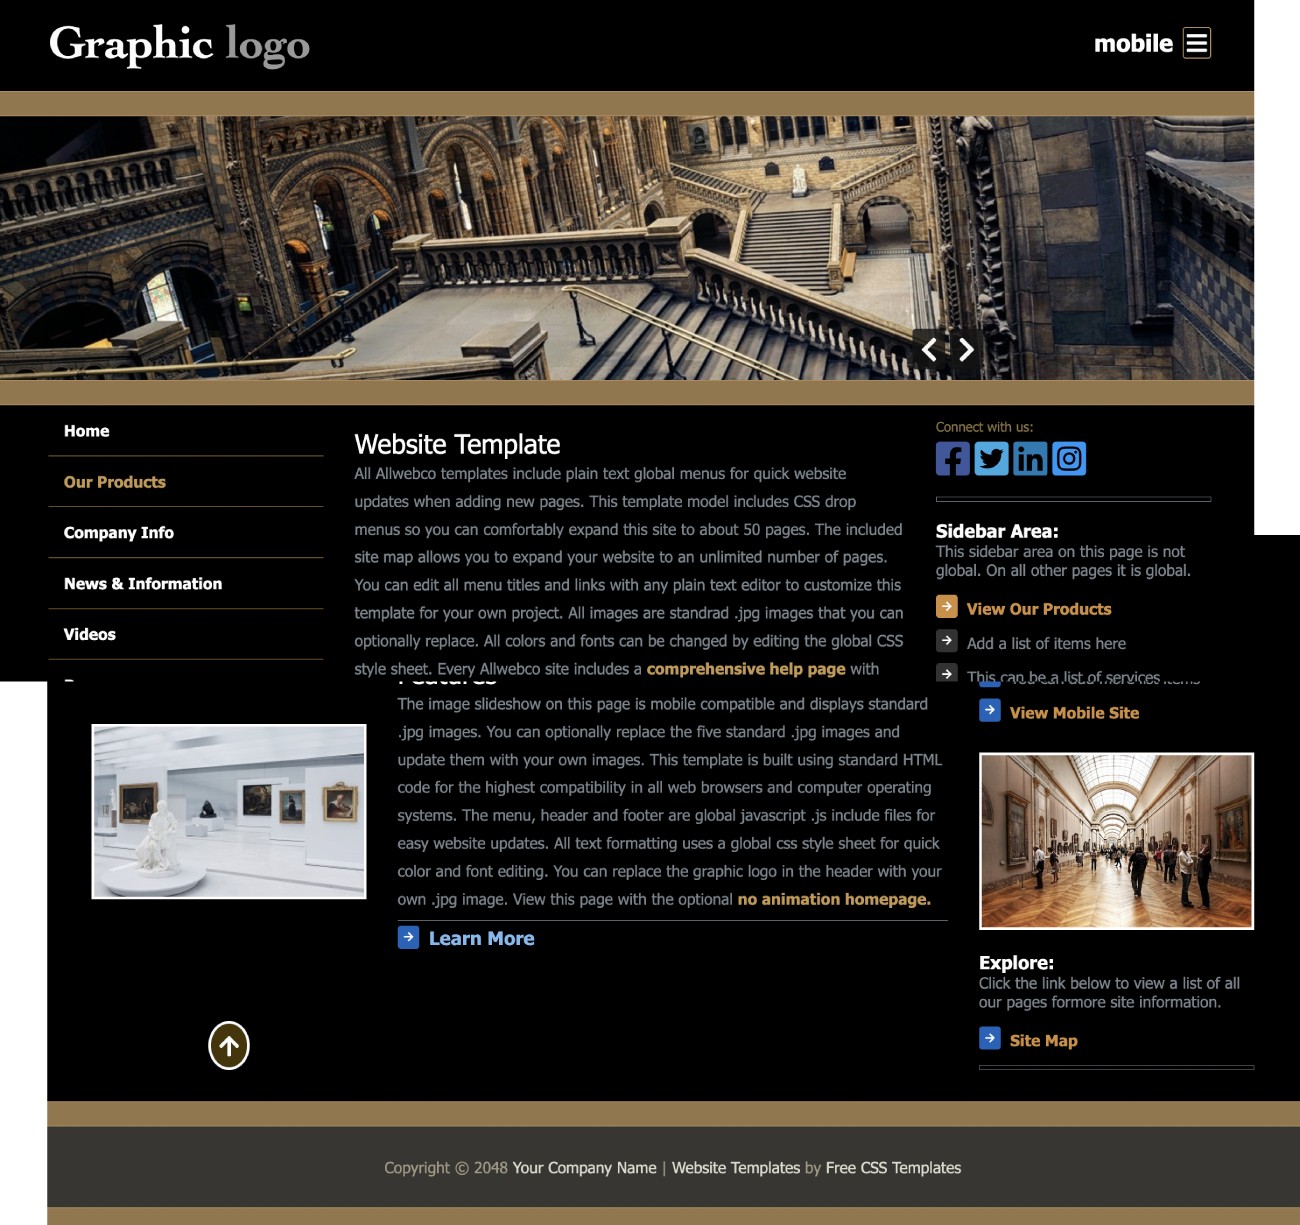 Graphic logo
mobile
Home
Our Products
Company Info
News & Information
Videos
Website Template
All Allwebco templates include plain text global menus for quick website
updates when adding new pages. This template model includes CSS drop
menus so you can comfortably expand this site to about 50 pages. The included
site map allows you to expand your website to an unlimited number of pages.
You can edit all menu titles and links with any plain text editor to customize this
template for your own project. All images are standrad .jpg images that you can
optionally replace. All colors and fonts can be changed by editing the global CSS
style sheet. Every Allwebco site includes a comprehensive help page with
Features
The image slideshow on this page is mobile compatible and displays standard
.jpg images. You can optionally replace the five standard .jpg images and
update them with your own images. This template is built using standard HTML
code for the highest compatibility in all web browsers and computer operating
systems. The menu, header and footer are global javascript .js include files for
easy website updates. All text formatting uses a global css style sheet for quick
color and font editing. You can replace the graphic logo in the header with your
own .jpg image. View this page with the optional no animation homepage.
Learn More
Connect with us:
Sidebar Area:
This sidebar area on this page is not
global. On all other pages it is global.
View Our Products
Add a list of items here
This can be a list of services items
View Mobile Site
Explore:
Click the link below to view a list of all
our pages formore site information.
Site Map
Copyright © 2048 Your Company Name | Website Templates by Free CSS Templates